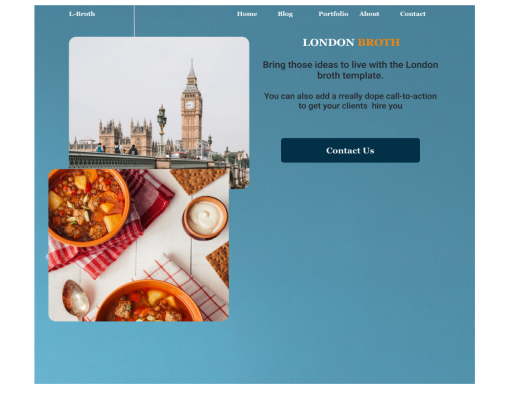 L-Broth
Home Blog Portfolio About Contact
LONDON BROTH
Bring those ideas to live with the London
broth template.
You can also add a rreally dope call-to-action
to get your clients hire you
Contact Us